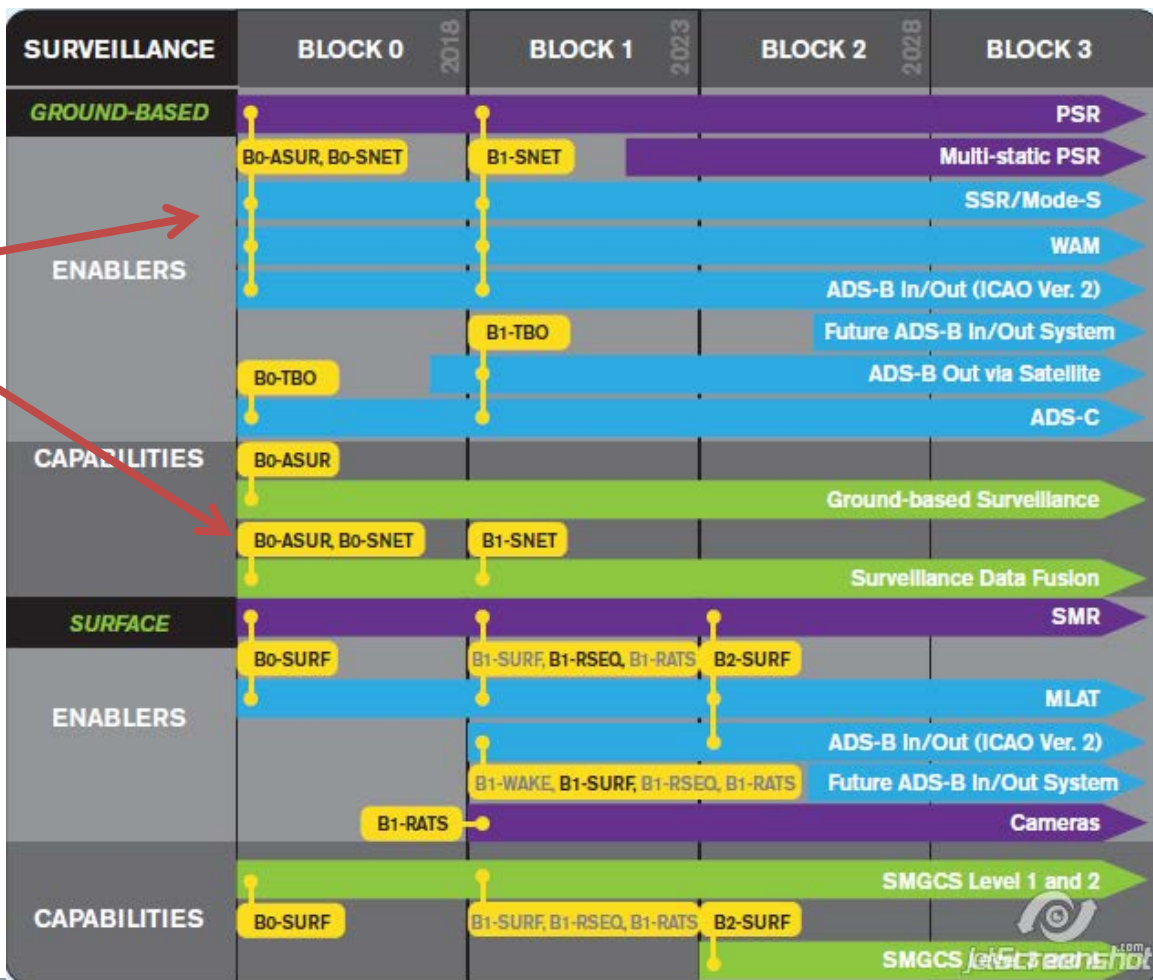 SURVEILLANCE BLOCK 0 2018 BLOCK 1 2023 BLOCK 2 2028 BLOCK 3
GROUND-BASED
PSR
B0-ASUR, B0-SNET B1-SNET Multi-static PSR
SSR/Mode-S
WAM
ENABLERS
ADS-B In/Out (ICAO Ver. 2)
B1-TBO Future ADS-B In/Out System
B0-TBO ADS-B Out via Satellite
ADS-C
CAPABILITIES
B0-ASUR
Ground-based Surveillance
B0-ASUR, B0-SNET B1-SNET
Surveillance Data Fusion
SURFACE
SMR
B0-SURF B1-SURF, B1-RSEQ, B1-RATS B2-SURF
MLAT
ENABLERS
ADS-B In/Out (ICAO Ver. 2)
B1-WAKE, B1-SURF, B1-RSEQ, B1-RATS Future ADS-B In/Out System
B1-RATS Cameras
SMGCS Level 1 and 2
CAPABILITIES
B0-SURF B1-SURF, B1-RSEQ, B1-RATS B2-SURF
SMGCS